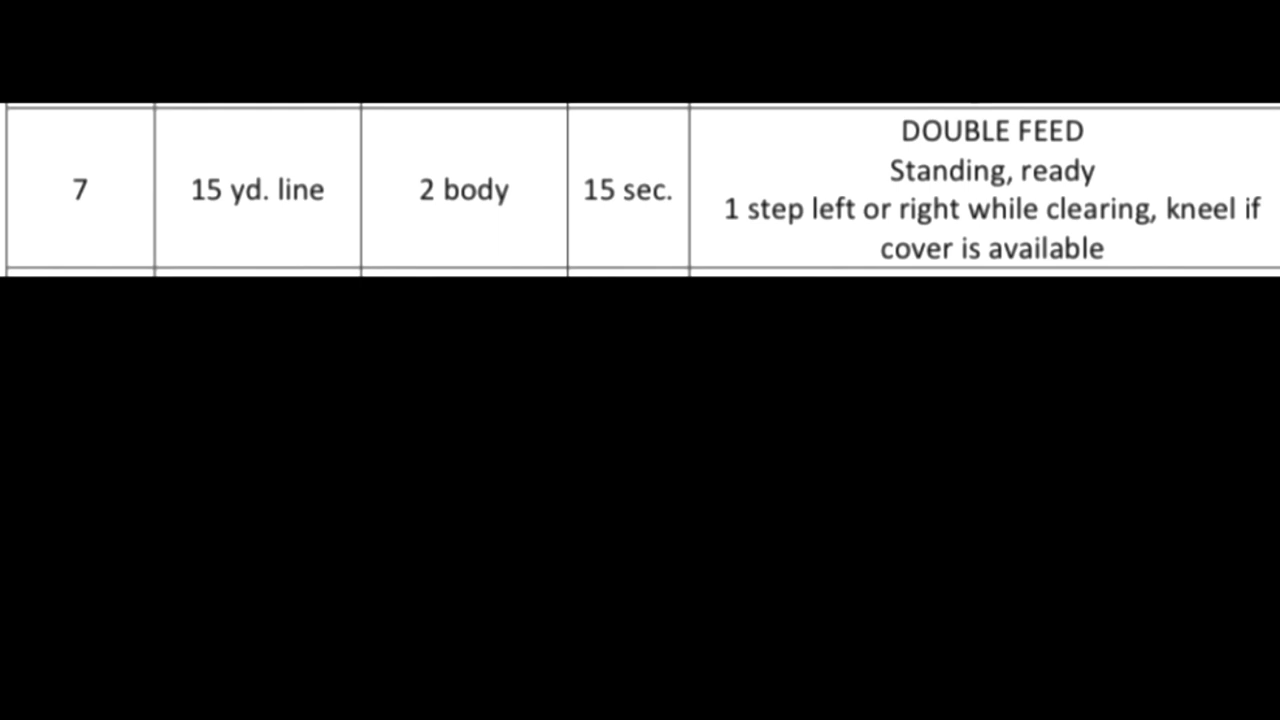 7
15 yd. line
2 body
15 sec.
DOUBLE FEED
Standing, ready
1 step left or right while clearing, kneel if
cover is available